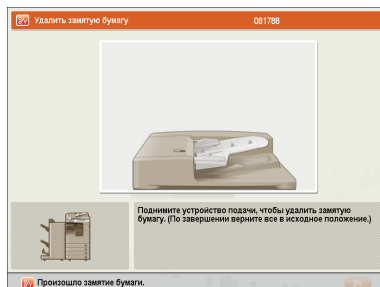 Удалить замятую бумагу 081788
Поднимите устройство подачи, чтобы удалить замятую
бумагу. (По завершении верните все в исходное положение.)
Произошло замятие бумаги.